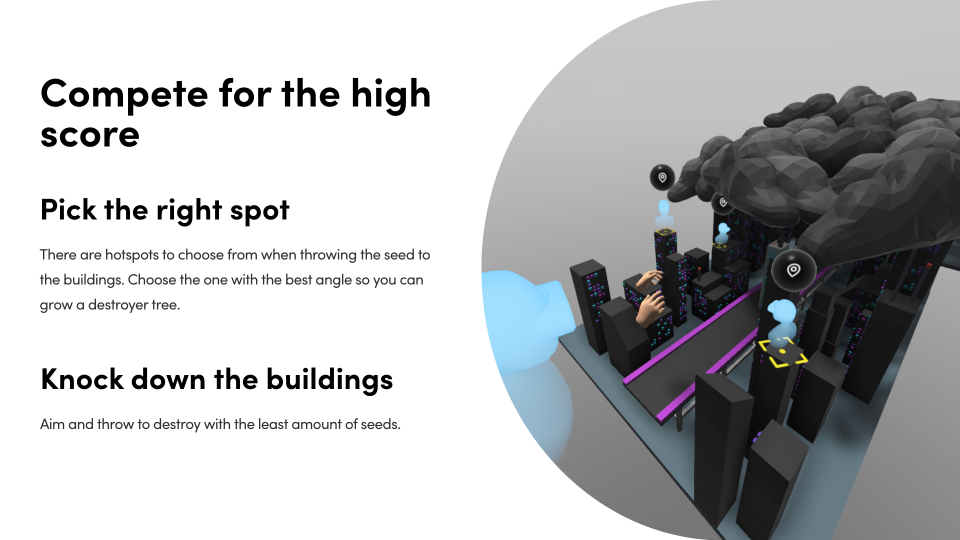 Compete for the high
score
Pick the right spot
There are hotspots to choose from when throwing the seed to
the buildings. Choose the one with the best angle so you can
grow a destroyer tree.
Knock down the buildings
Aim and throw to destroy with the least amount of seeds.